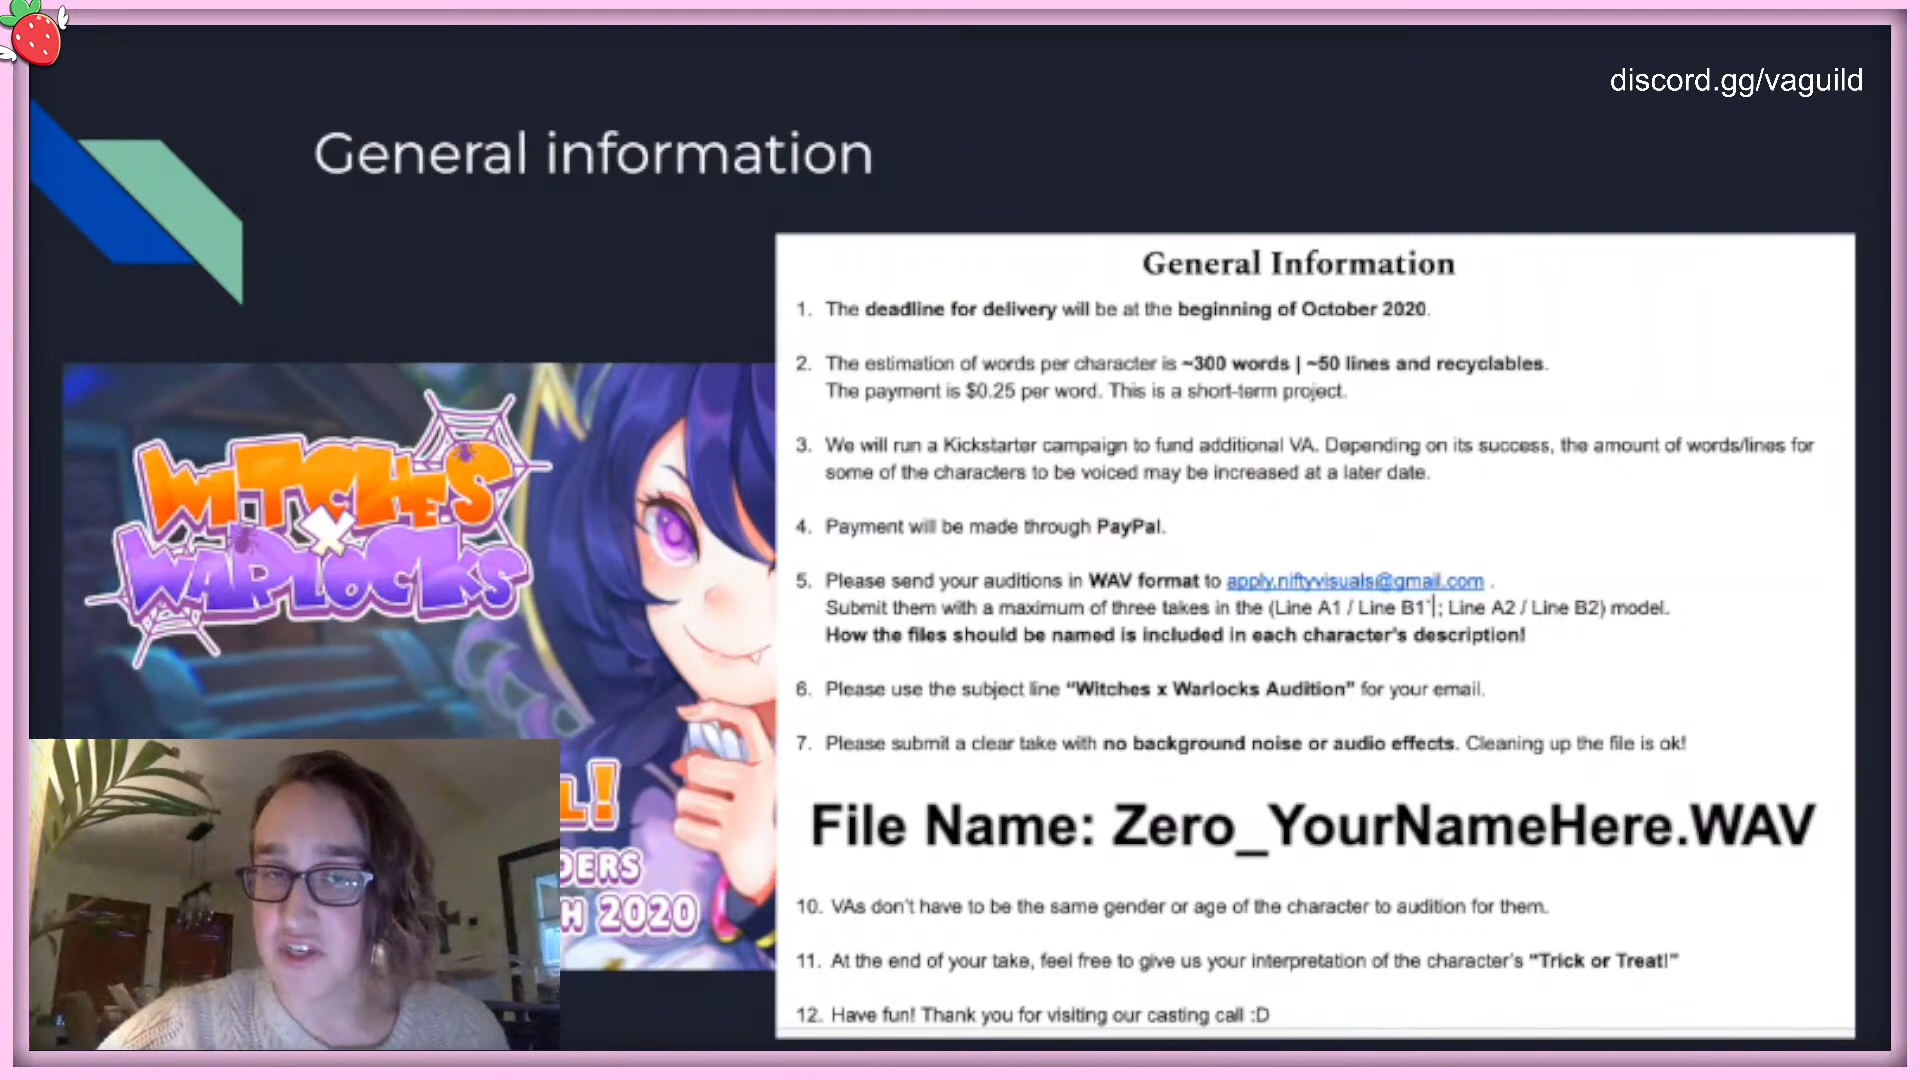 discord.gg/vaguild
General information
General Information
1. The deadline for delivery will be at the beginning of October 2020.
2. The estimation of words per character is ~300 words | ~50 lines and recyclables.
The payment is $0.25 per word. This is a short-term project.
3. We will run a Kickstarter campaign to fund additional VA. Depending on its success, the amount of words/lines for
some of the characters to be voiced may be increased at a later date.
4. Payment will be made through PayPal.
5. Please send your auditions in WAV format to apply.niftyvisuals@gmail.com .
Submit them with a maximum of three takes in the (Line A1 / Line B1`|; Line A2 / Line B2) model.
How the files should be named is included in each character's description!
6. Please use the subject line “Witches x Warlocks Audition” for your email.
7. Please submit a clear take with no background noise or audio effects. Cleaning up the file is ok!
File Name: Zero_YourNameHere.WAV
10. VAs don't have to be the same gender or age of the character to audition for them.
11. At the end of your take, feel free to give us your interpretation of the character's “Trick or Treat!”
12. Have fun! Thank you for visiting our casting call :D
WITCHES
X
WARLOCKS
L!
DERS
H 2020